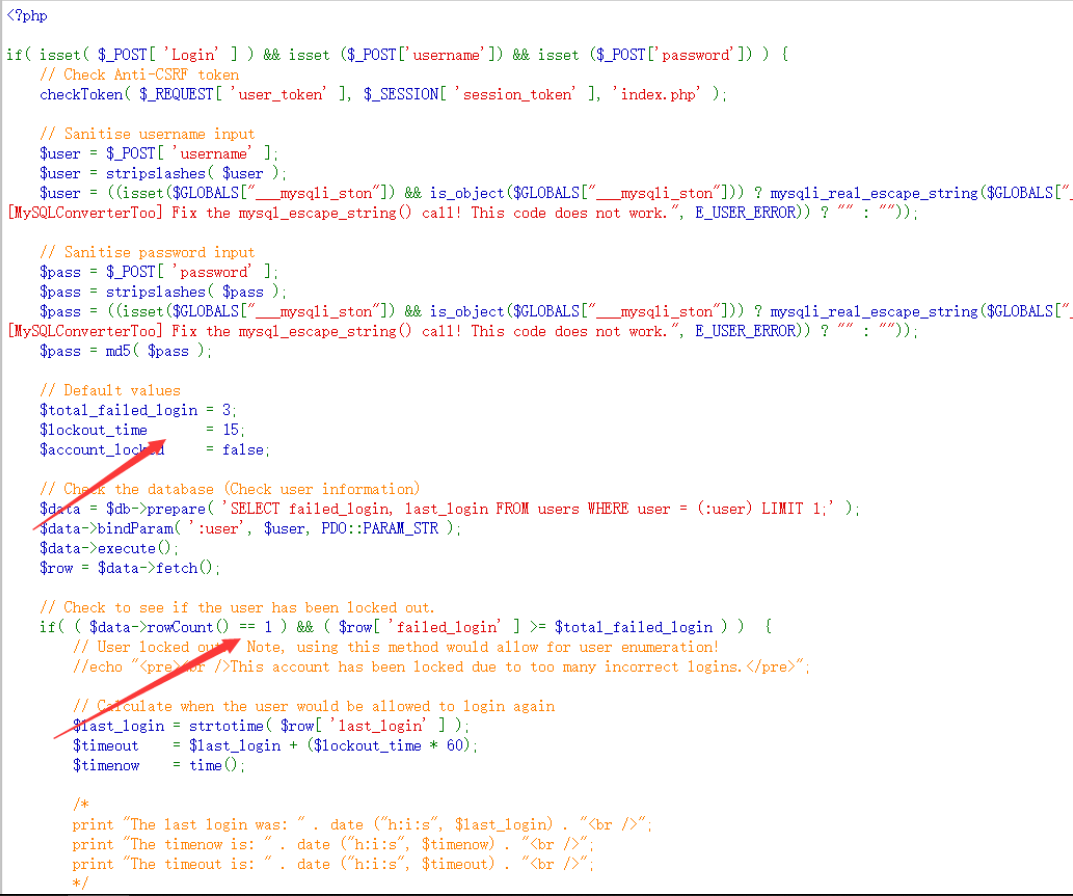 <?php
if( isset( $_POST[ 'Login' ] ) && isset ($_POST['username']) && isset ($_POST['password']) ) {
// Check Anti-CSRF token
checkToken( $_REQUEST[ 'user_token' ], $_SESSION[ 'session_token' ], 'index.php' );
// Sanitise username input
$user = $_POST[ 'username' ];
$user = stripslashes( $user );
$user = ((isset($GLOBALS["___mysqli_ston"]) && is_object($GLOBALS["___mysqli_ston"])) ? mysqli_real_escape_string($GLOBALS["_
[MySQLConverterToo] Fix the mysql_escape_string() call! This code does not work.", E_USER_ERROR)) ? "" : ""));
// Sanitise password input
$pass = $_POST[ 'password' ];
$pass = stripslashes( $pass );
$pass = ((isset($GLOBALS["___mysqli_ston"]) && is_object($GLOBALS["___mysqli_ston"])) ? mysqli_real_escape_string($GLOBALS["_
[MySQLConverterToo] Fix the mysql_escape_string() call! This code does not work.", E_USER_ERROR)) ? "" : ""));
$pass = md5( $pass );
// Default values
$total_failed_login = 3;
$lockout_time = 15;
$account_locked = false;
// Check the database (Check user information)
$data = $db->prepare( 'SELECT failed_login, last_login FROM users WHERE user = (:user) LIMIT 1;' );
$data->bindParam( ':user', $user, PDO::PARAM_STR );
$data->execute();
$row = $data->fetch();
// Check to see if the user has been locked out.
if( ( $data->rowCount() == 1 ) && ( $row[ 'failed_login' ] >= $total_failed_login ) ) {
// User locked out. Note, using this method would allow for user enumeration!
//echo "<pre><br />This account has been locked due to too many incorrect logins.</pre>";
// Calculate when the user would be allowed to login again
$last_login = strtotime( $row[ 'last_login' ] );
$timeout = $last_login + ($lockout_time * 60);
$timenow = time();
/*
print "The last login was: " . date ("h:i:s", $last_login) . "<br />";
print "The timenow is: " . date ("h:i:s", $timenow) . "<br />";
print "The timeout is: " . date ("h:i:s", $timeout) . "<br />";
*/